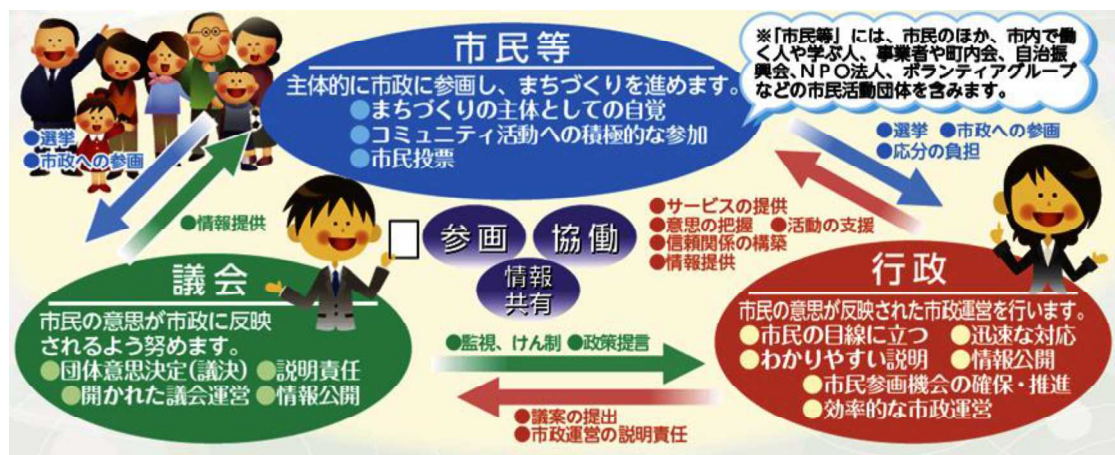 市民等
主体的に市政に参画し、まちづくりを進めます。
●まちづくりの主体としての自覚
●コミュニティ活動への積極的な参加
●市民投票
※「市民等」には、市民のほか、市内で働
く人や学ぶ人、事業者や町内会、自治振
興会、NPO法人、ボランティアグループ
などの市民活動団体を含みます。
●選挙
●市政への参画
●情報提供
●選挙 ●市政への参画
●応分の負担
●サービスの提供
●意思の把握 ●活動の支援
●信頼関係の構築
●情報提供
参画
協働
情報
共有
議会
市民の意思が市政に反映
されるよう努めます。
●団体意思決定(議決) ●説明責任
●開かれた議会運営 ●情報公開
●監視、けん制 ●政策提言
●議案の提出
●市政運営の説明責任
行政
市民の意思が反映された市政運営を行います。
●市民の目線に立つ ●迅速な対応
●わかりやすい説明 ●情報公開
●市民参画機会の確保・推進
●効率的な市政運営